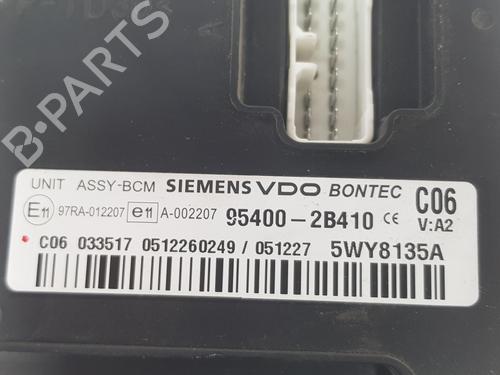 UNIT ASSY-BCM SIEMENS VDO BONTEC C06
E11 97RA-012207 e11 A-002207 95400-2B410 CE V:A2
C06 033517 0512260249 / 051227 5WY8135A